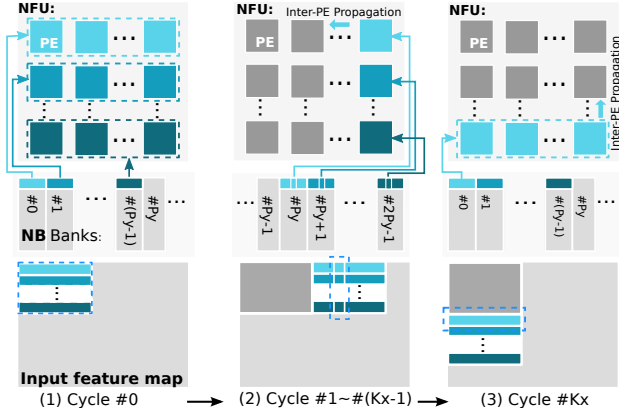 NFU:
PE
...
...
...
#0
#1
...
#(Py-1)
#Py
...
NB Banks:
...
Input feature map
(1) Cycle #0
NFU:
Inter-PE Propagation
PE
...
...
...
...
#Py-1
#Py
#Py+1
...
#2Py-1
...
(2) Cycle #1~#(Kx-1)
NFU:
PE
...
...
...
Inter-PE Propagation
#0
#1
...
#(Py-1)
#Py
...
...
(3) Cycle #Kx